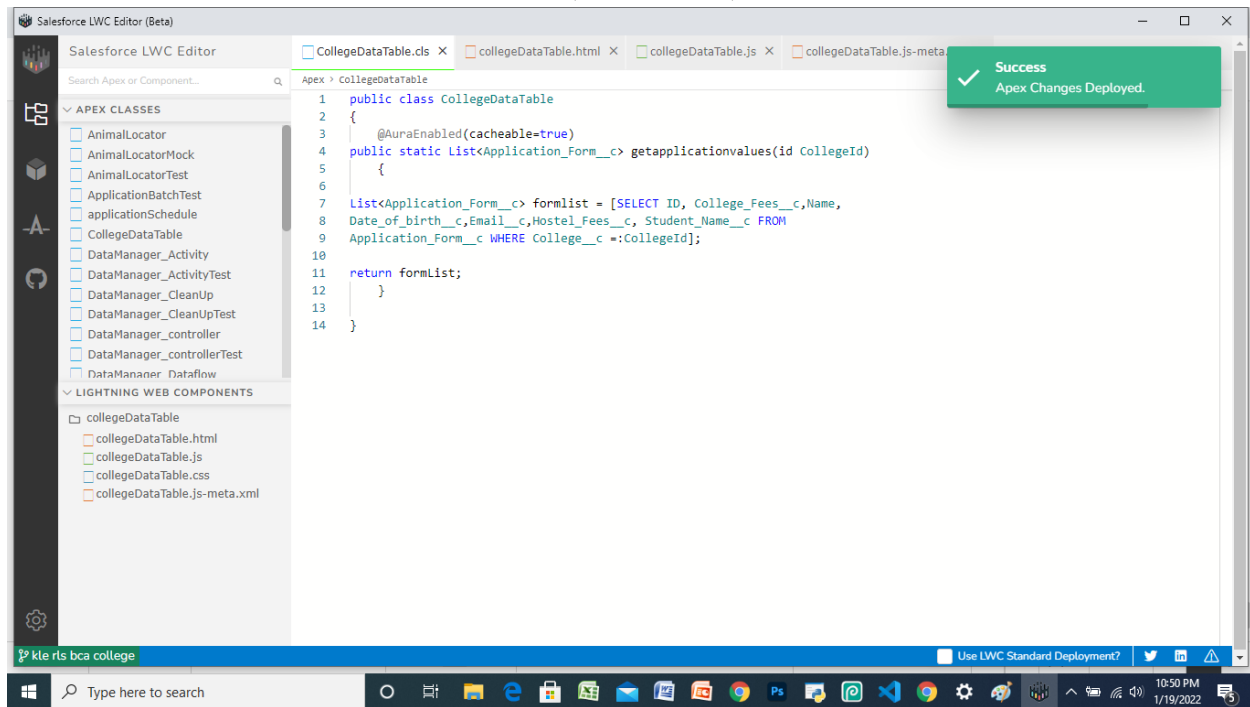 Salesforce LWC Editor (Beta)
Salesforce LWC Editor
CollegeDataTable.cls
collegeDataTable.html
collegeDataTable.js
collegeDataTable.js-meta.
Search Apex or Component...
Apex > CollegeDataTable
Success
Apex Changes Deployed.
APEX CLASSES
AnimalLocator
AnimalLocatorMock
AnimalLocatorTest
ApplicationBatchTest
applicationSchedule
CollegeDataTable
DataManager_Activity
DataManager_ActivityTest
DataManager_CleanUp
DataManager_CleanUpTest
DataManager_controller
DataManager_controllerTest
DataManager_Dataflow
LIGHTNING WEB COMPONENTS
collegeDataTable
collegeDataTable.html
collegeDataTable.js
collegeDataTable.css
collegeDataTable.js-meta.xml
1 public class CollegeDataTable
2 {
3 @AuraEnabled(cacheable=true)
4 public static List<Application_Form__c> getapplicationvalues(id CollegeId)
5 {
6
7 List<Application_Form__c> formlist = [SELECT ID, College_Fees__c,Name,
8 Date_of_birth__c,Email__c,Hostel_Fees__c, Student_Name__c FROM
9 Application_Form__c WHERE College__c =:CollegeId];
10
11 return formList;
12 }
13
14 }
kle rls bca college
Use LWC Standard Deployment?
Type here to search
10:50 PM
1/19/2022
5